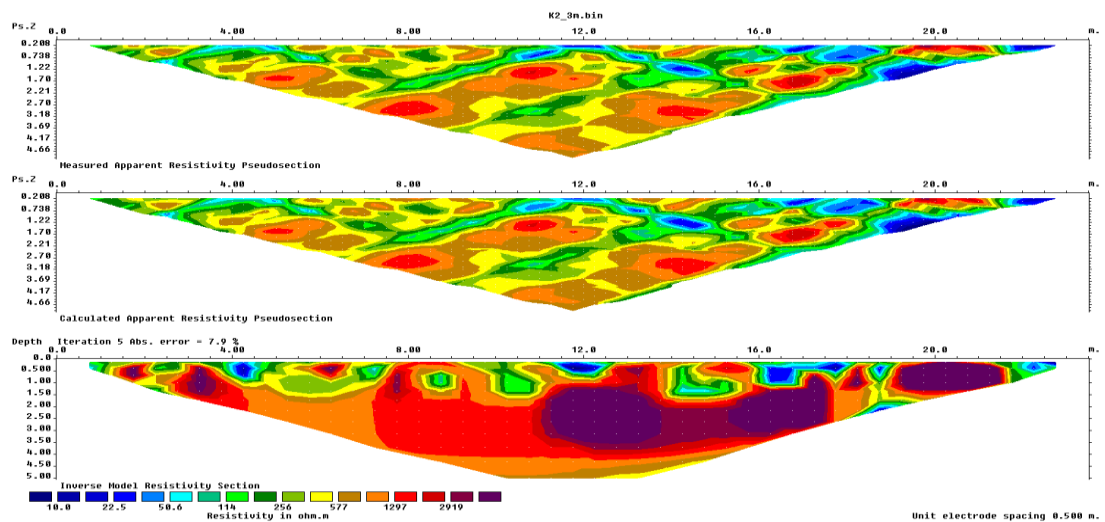 K2_3m.bin
Ps.Z 0.0 4.00 8.00 12.0 16.0 20.0 m.
0.208
0.738
1.22
1.70
2.21
2.70
3.18
3.69
4.17
4.66
Measured Apparent Resistivity Pseudosection
Ps.Z 0.0 4.00 8.00 12.0 16.0 20.0 m.
0.208
0.738
1.22
1.70
2.21
2.70
3.18
3.69
4.17
4.66
Calculated Apparent Resistivity Pseudosection
Depth Iteration 5 Abs. error = 7.9 %
0.0 4.00 8.00 12.0 16.0 20.0 m.
0.0
0.500
1.00
1.50
2.00
2.50
3.00
3.50
4.00
4.50
5.00
Inverse Model Resistivity Section
10.0 22.5 50.6 114 256 577 1297 2919
Resistivity in ohm.m
Unit electrode spacing 0.500 m.